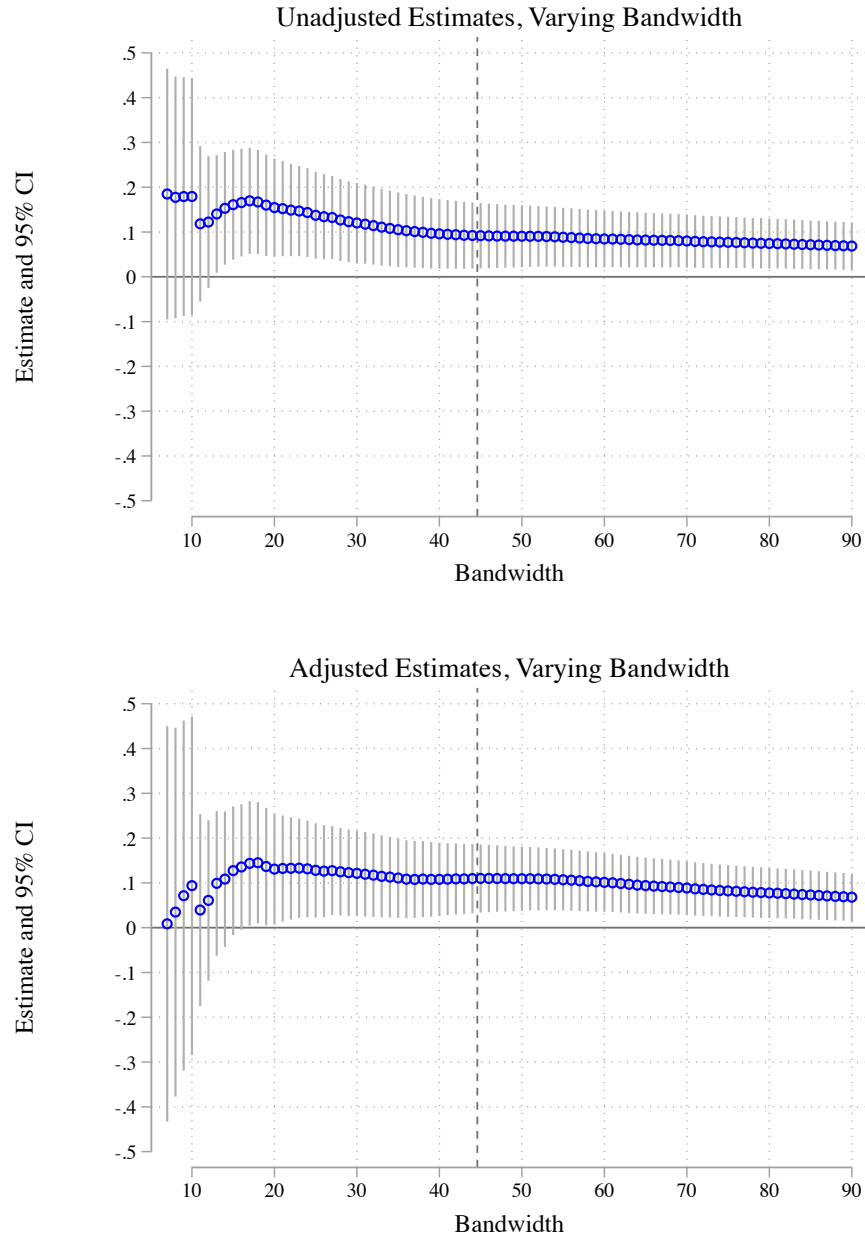 Unadjusted Estimates, Varying Bandwidth
Estimate and 95% CI
.5
.4
.3
.2
.1
0
-.1
-.2
-.3
-.4
-.5
10 20 30 40 50 60 70 80 90
Bandwidth
Adjusted Estimates, Varying Bandwidth
Estimate and 95% CI
.5
.4
.3
.2
.1
0
-.1
-.2
-.3
-.4
-.5
10 20 30 40 50 60 70 80 90
Bandwidth